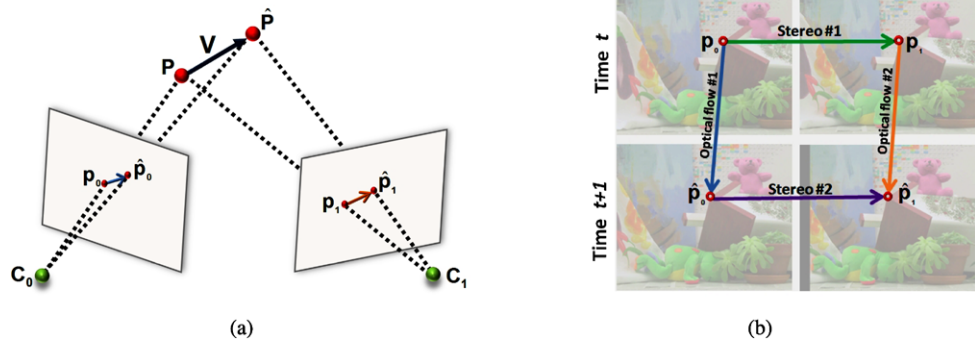 P̂
V
P
p₀
p̂₀
p̂₁
p₁
C₀
C₁
(a)
Time t
p₀
Stereo #1
p₁
Optical flow #1
Optical flow #2
Time t+1
p̂₀
Stereo #2
p̂₁
(b)